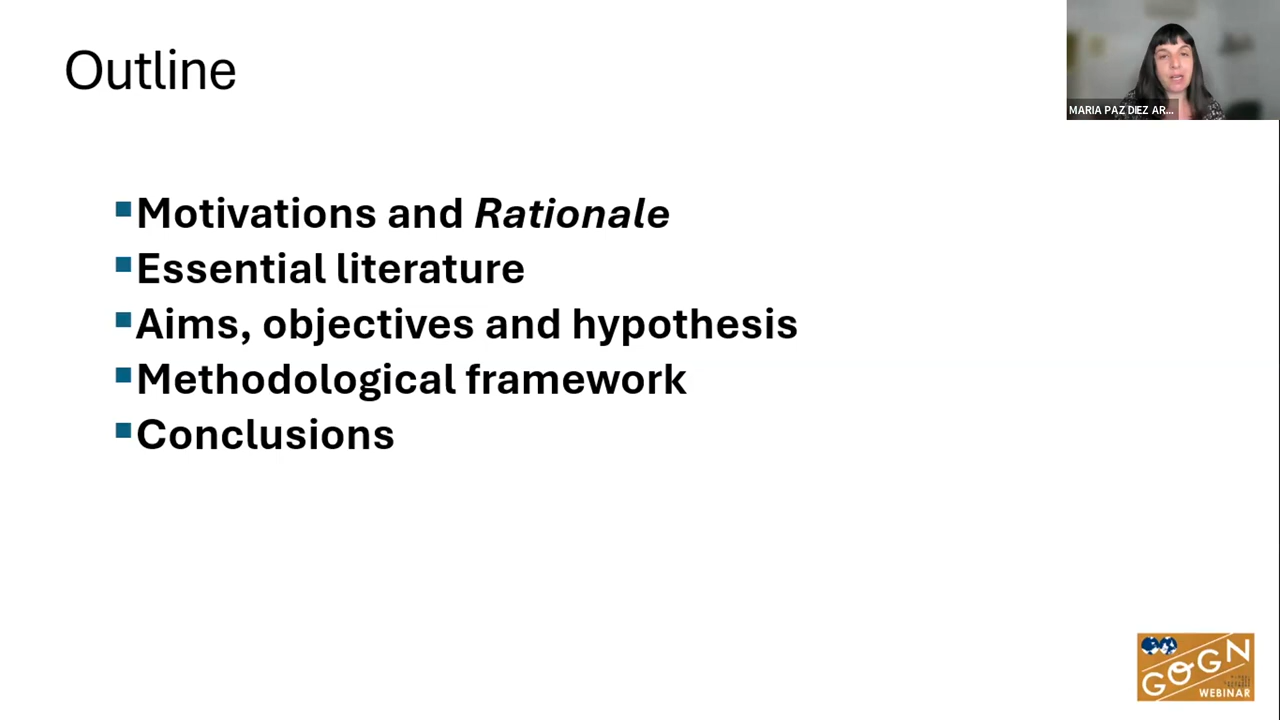 Outline
MARIA PAZ DIEZ AR...
Motivations and Rationale
Essential literature
Aims, objectives and hypothesis
Methodological framework
Conclusions
GOGN
WEBINAR